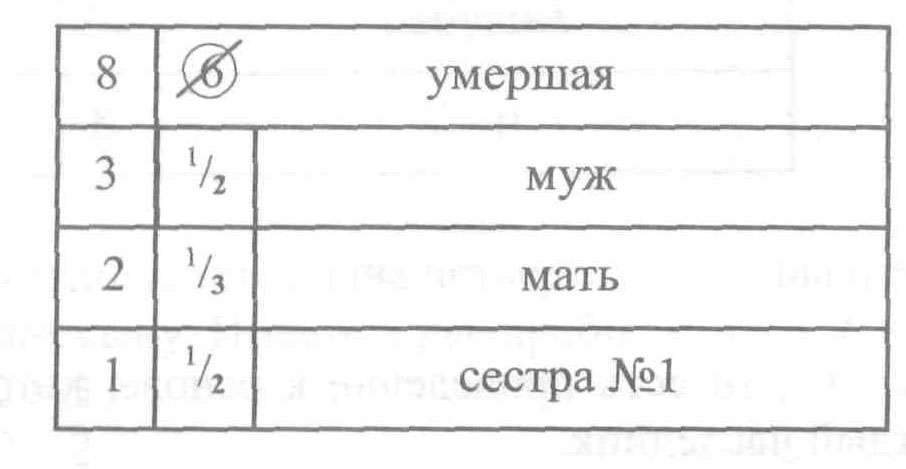 8 6 умершая
3 1/2 муж
2 1/3 мать
1 1/2 сестра №1